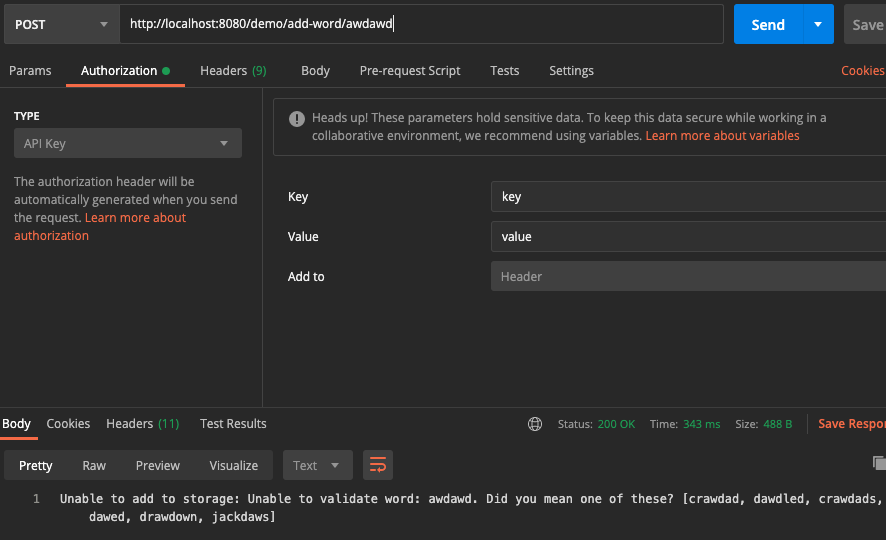 POST http://localhost:8080/demo/add-word/awdawd Send Save
Params Authorization Headers (9) Body Pre-request Script Tests Settings Cookies
TYPE
API Key
The authorization header will be
automatically generated when you send
the request. Learn more about
authorization
Heads up! These parameters hold sensitive data. To keep this data secure while working in a
collaborative environment, we recommend using variables. Learn more about variables
Key key
Value value
Add to Header
Body Cookies Headers (11) Test Results Status: 200 OK Time: 343 ms Size: 488 B Save Respon
Pretty Raw Preview Visualize Text
1 Unable to add to storage: Unable to validate word: awdawd. Did you mean one of these? [crawdad, dawdled, crawdads,
dawed, drawdown, jackdaws]